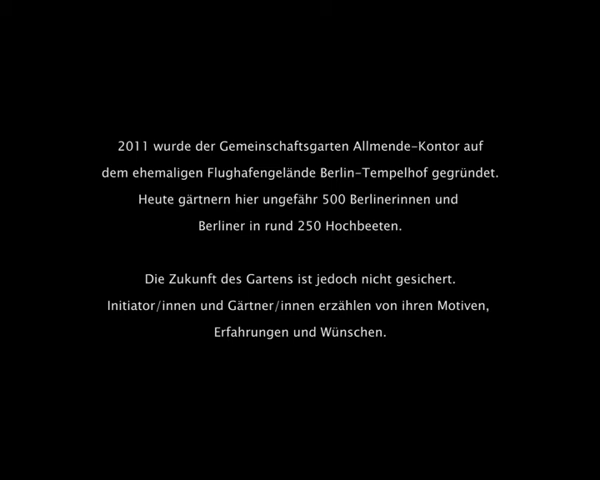 2011 wurde der Gemeinschaftsgarten Allmende-Kontor auf
dem ehemaligen Flughafengelände Berlin-Tempelhof gegründet.
Heute gärtnern hier ungefähr 500 Berlinerinnen und
Berliner in rund 250 Hochbeeten.
Die Zukunft des Gartens ist jedoch nicht gesichert.
Initiator/innen und Gärtner/innen erzählen von ihren Motiven,
Erfahrungen und Wünschen.